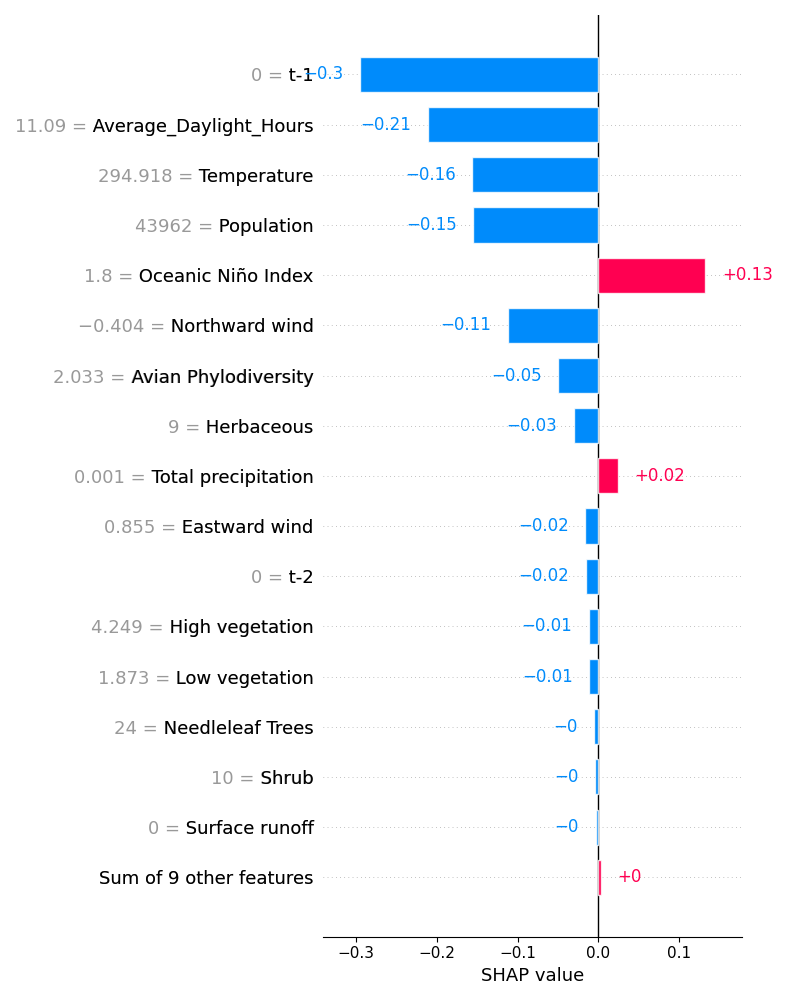 0 = t-1 −0.3
11.09 = Average_Daylight_Hours −0.21
294.918 = Temperature −0.16
43962 = Population −0.15
1.8 = Oceanic Niño Index +0.13
−0.404 = Northward wind −0.11
2.033 = Avian Phylodiversity −0.05
9 = Herbaceous −0.03
0.001 = Total precipitation +0.02
0.855 = Eastward wind −0.02
0 = t-2 −0.02
4.249 = High vegetation −0.01
1.873 = Low vegetation −0.01
24 = Needleleaf Trees −0
10 = Shrub −0
0 = Surface runoff −0
Sum of 9 other features +0
−0.3 −0.2 −0.1 0.0 0.1
SHAP value